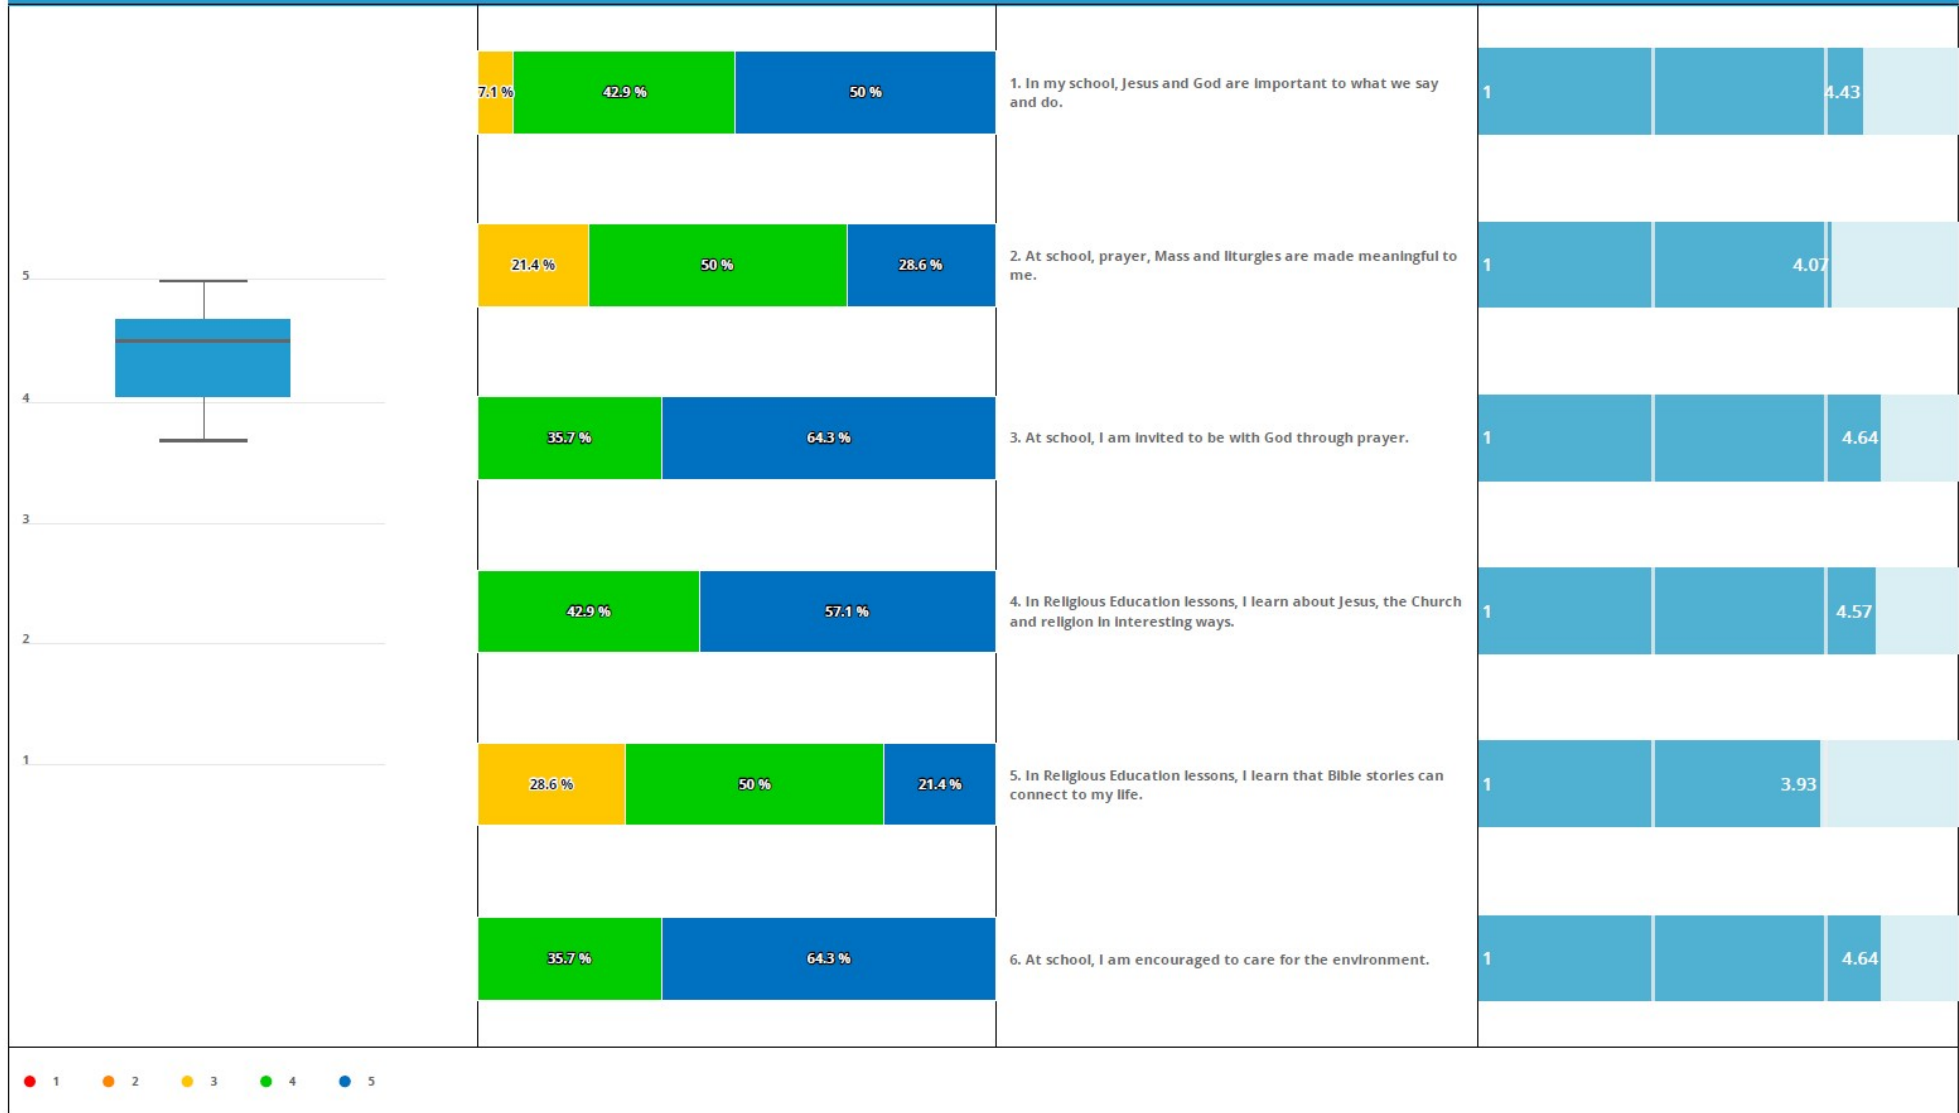 5
4
3
2
1
7.1 %
42.9 %
50 %
1. In my school, Jesus and God are important to what we say
and do.
1
4.43
21.4 %
50 %
28.6 %
2. At school, prayer, Mass and liturgies are made meaningful to
me.
1
4.07
35.7 %
64.3 %
3. At school, I am invited to be with God through prayer.
1
4.64
42.9 %
57.1 %
4. In Religious Education lessons, I learn about Jesus, the Church
and religion in interesting ways.
1
4.57
28.6 %
50 %
21.4 %
5. In Religious Education lessons, I learn that Bible stories can
connect to my life.
1
3.93
35.7 %
64.3 %
6. At school, I am encouraged to care for the environment.
1
4.64
1 2 3 4 5